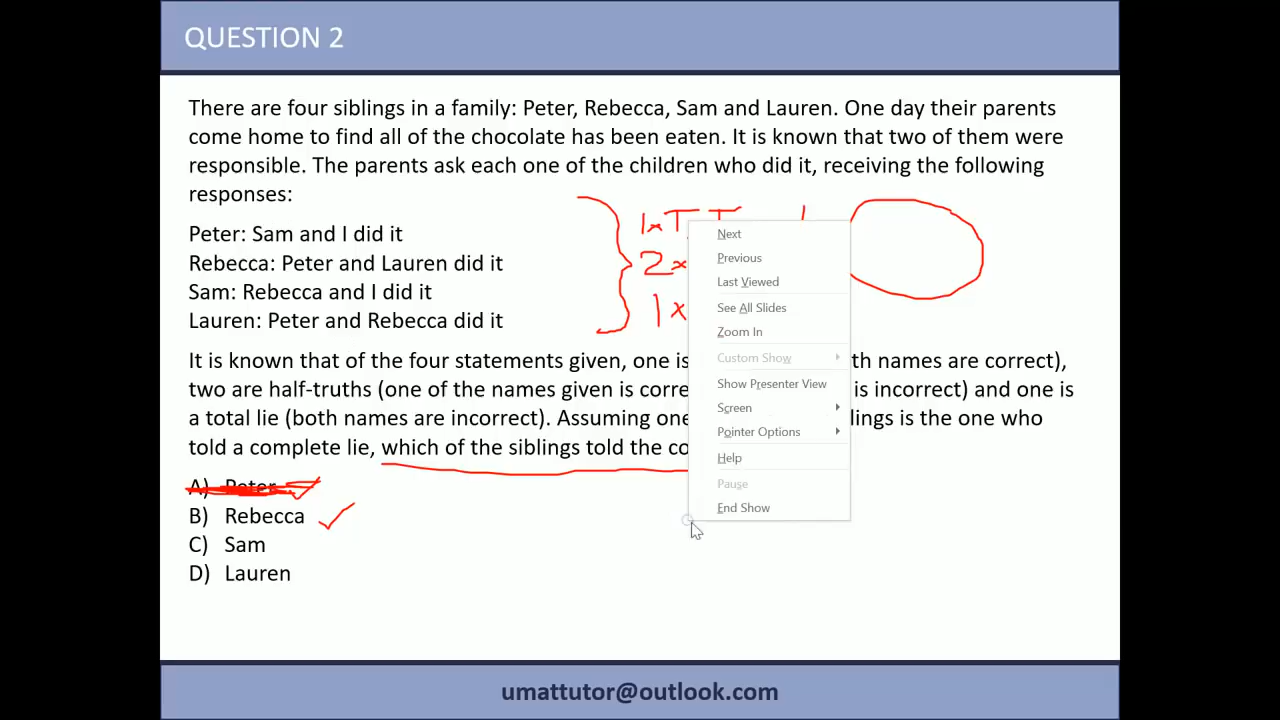 QUESTION 2
There are four siblings in a family: Peter, Rebecca, Sam and Lauren. One day their parents
come home to find all of the chocolate has been eaten. It is known that two of them were
responsible. The parents ask each one of the children who did it, receiving the following
responses:
Peter: Sam and I did it
Rebecca: Peter and Lauren did it
Sam: Rebecca and I did it
Lauren: Peter and Rebecca did it
1x T T
2x
1x
Next
Previous
Last Viewed
See All Slides
Zoom In
Custom Show
Show Presenter View
Screen
Pointer Options
Help
Pause
End Show
It is known that of the four statements given, one is names are correct),
two are half-truths (one of the names given is is incorrect) and one is
a total lie (both names are incorrect). Assuming is the one who
told a complete lie, which of the siblings told the
A) Peter
B) Rebecca
C) Sam
D) Lauren
umattutor@outlook.com